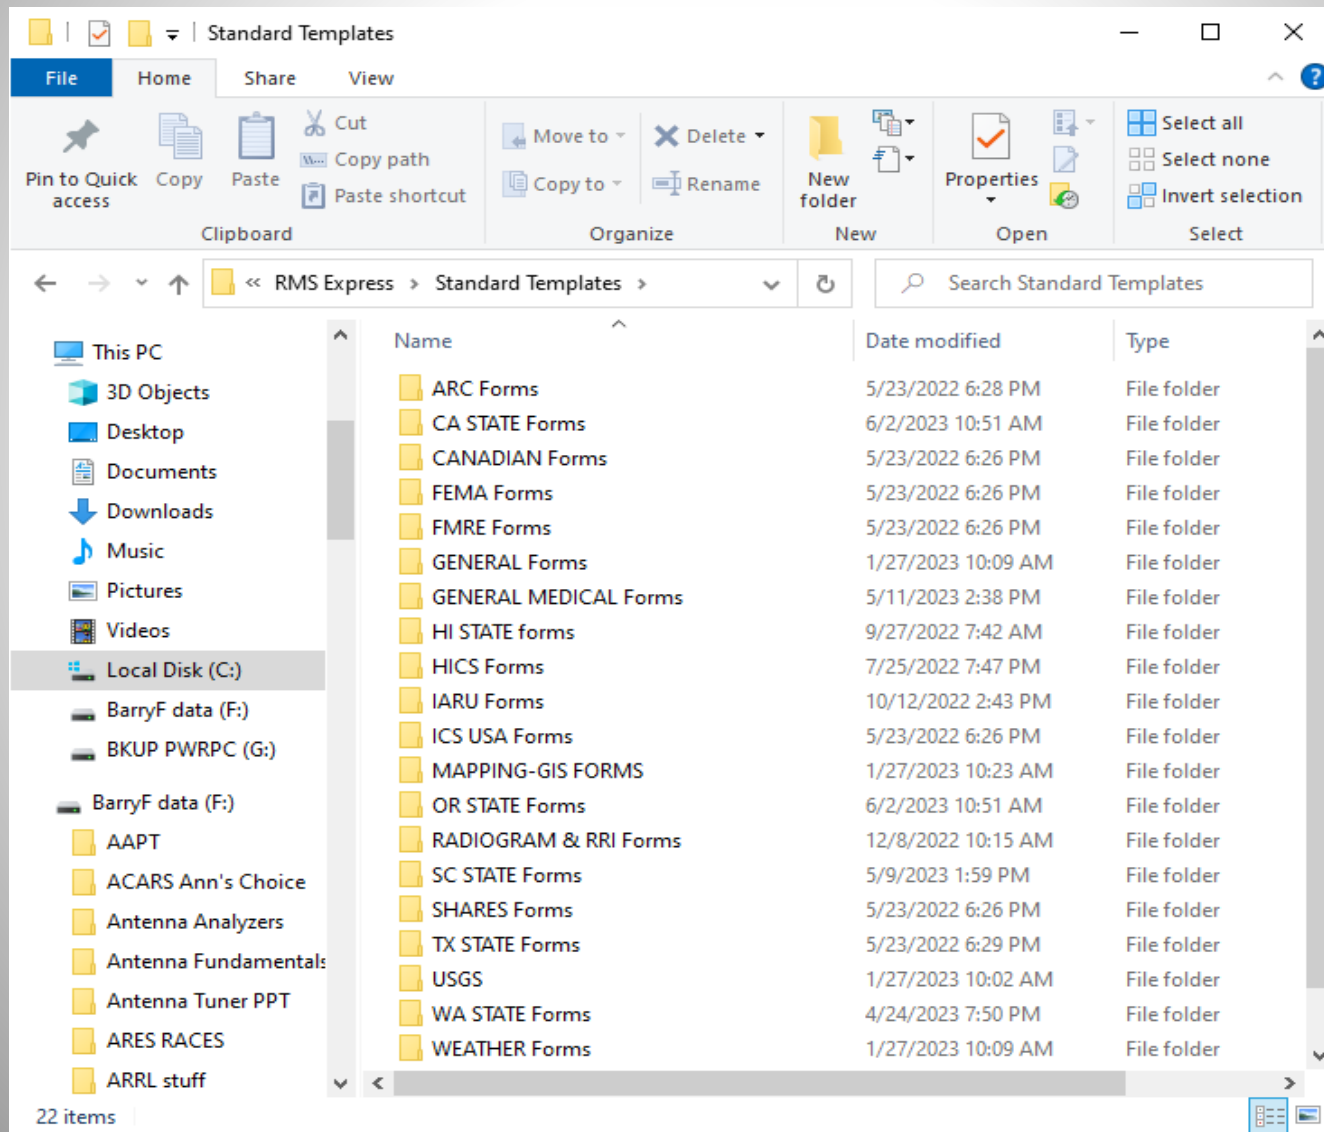 Standard Templates
File Home Share View
Pin to Quick access
Copy
Paste
Cut
Copy path
Paste shortcut
Clipboard
Move to
Copy to
Delete
Rename
Organize
New folder
New
Properties
Open
Select all
Select none
Invert selection
Select
« RMS Express > Standard Templates >
Search Standard Templates
This PC
3D Objects
Desktop
Documents
Downloads
Music
Pictures
Videos
Local Disk (C:)
BarryF data (F:)
BKUP PWRPC (G:)
BarryF data (F:)
AAPT
ACARS Ann's Choice
Antenna Analyzers
Antenna Fundamentals
Antenna Tuner PPT
ARES RACES
ARRL stuff
Name Date modified Type
ARC Forms 5/23/2022 6:28 PM File folder
CA STATE Forms 6/2/2023 10:51 AM File folder
CANADIAN Forms 5/23/2022 6:26 PM File folder
FEMA Forms 5/23/2022 6:26 PM File folder
FMRE Forms 5/23/2022 6:26 PM File folder
GENERAL Forms 1/27/2023 10:09 AM File folder
GENERAL MEDICAL Forms 5/11/2023 2:38 PM File folder
HI STATE forms 9/27/2022 7:42 AM File folder
HICS Forms 7/25/2022 7:47 PM File folder
IARU Forms 10/12/2022 2:43 PM File folder
ICS USA Forms 5/23/2022 6:26 PM File folder
MAPPING-GIS FORMS 1/27/2023 10:23 AM File folder
OR STATE Forms 6/2/2023 10:51 AM File folder
RADIOGRAM & RRI Forms 12/8/2022 10:15 AM File folder
SC STATE Forms 5/9/2023 1:59 PM File folder
SHARES Forms 5/23/2022 6:26 PM File folder
TX STATE Forms 5/23/2022 6:29 PM File folder
USGS 1/27/2023 10:02 AM File folder
WA STATE Forms 4/24/2023 7:50 PM File folder
WEATHER Forms 1/27/2023 10:09 AM File folder
22 items